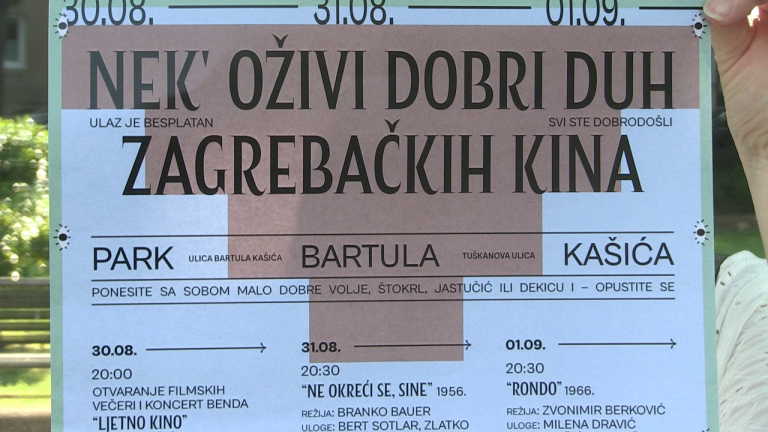 30.08. 31.08. 01.09.
NEK' OŽIVI DOBRI DUH
ULAZ JE BESPLATAN SVI STE DOBRODOŠLI
ZAGREBAČKIH KINA
PARK ULICA BARTULA KAŠIĆA BARTULA TUŠKANOVA ULICA KAŠIĆA
PONESITE SA SOBOM MALO DOBRE VOLJE, ŠTOKRL, JASTUČIĆ ILI DEKICU I – OPUSTITE SE
30.08.
20:00
OTVARANJE FILMSKIH
VEČERI I KONCERT BENDA
“LJETNO KINO”
31.08.
20:30
“NE OKREĆI SE, SINE” 1956.
REŽIJA: BRANKO BAUER
ULOGE: BERT SOTLAR, ZLATKO
01.09.
20:30
“RONDO” 1966.
REŽIJA: ZVONIMIR BERKOVIĆ
ULOGE: MILENA DRAVIĆ